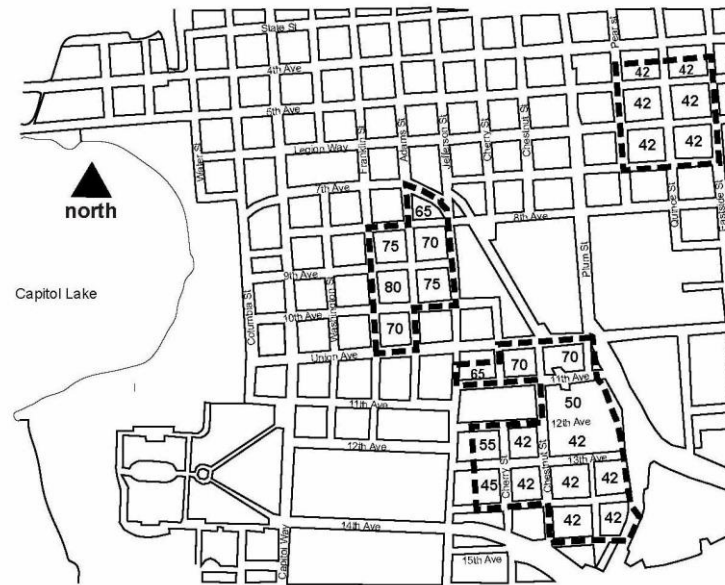 State St
4th Ave
5th Ave
Legion Way
7th Ave
8th Ave
9th Ave
10th Ave
Union Ave
11th Ave
11th Ave
12th Ave
12th Ave
13th Ave
14th Ave
15th Ave
Water St
Columbia St
Capitol Way
Washington St
Franklin St
Adams St
Jefferson St
Cherry St
Chestnut St
Pear St
Plum St
Quince St
Eastside St
Cherry St
Chestnut St
north
Capitol Lake
42 42
42 42
42 42
65
75 70
80 75
70
65 70 70
50
55 42 42
45 42 42 42
42 42